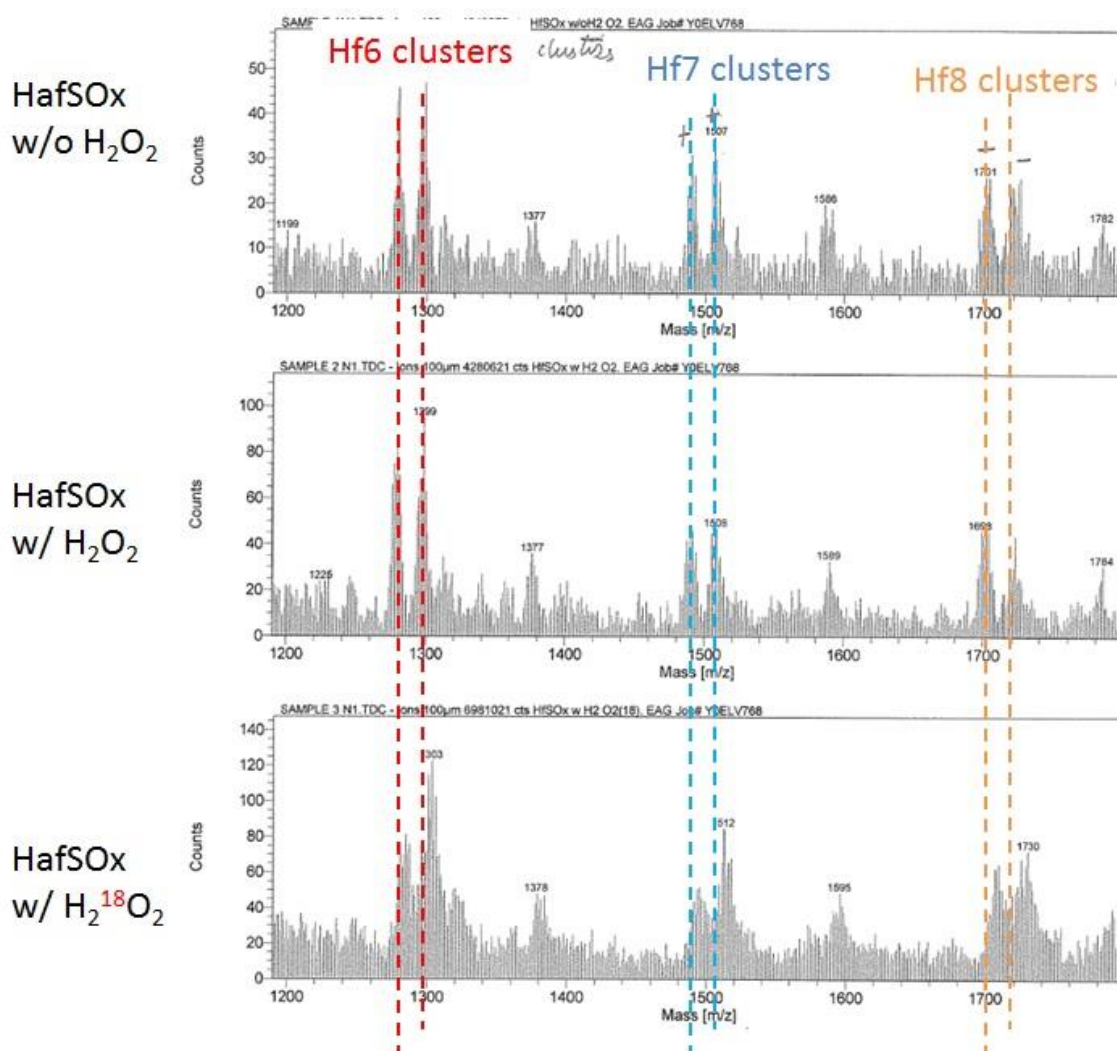 HfSOx w/oH2 O2. EAG Job# Y0ELV768
Hf6 clusters
clusters
Hf7 clusters
Hf8 clusters
HafSOx
w/o H₂O₂
Counts
50
40
30
20
10
0
1199
1377
1507
1586
1701
1782
1200 1300 1400 1500 1600 1700
Mass [m/z]
SAMPLE 2 N1.TDC - Ions 100µm 4280621 cts HfSOx w H2 O2. EAG Job# Y0ELV768
HafSOx
w/ H₂O₂
Counts
100
80
60
40
20
0
1225
1299
1377
1508
1589
1698
1784
1200 1300 1400 1500 1600 1700
Mass [m/z]
SAMPLE 3 N1.TDC - Ions 100µm 6981021 cts HfSOx w H2 O2(18). EAG Job# Y0ELV768
HafSOx
w/ H₂¹⁸O₂
Counts
140
120
100
80
60
40
20
0
303
1378
512
1595
1730
1200 1300 1400 1500 1600 1700
Mass [m/z]